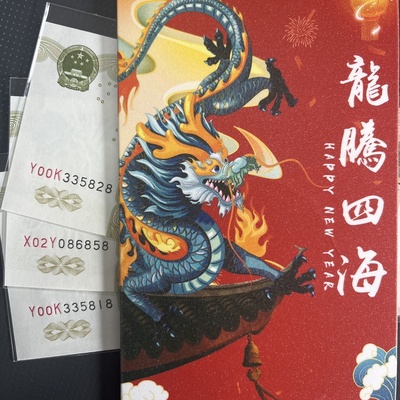 Y00K335828
X02Y086858
Y00K335818
龍騰四海
HAPPY NEW YEAR